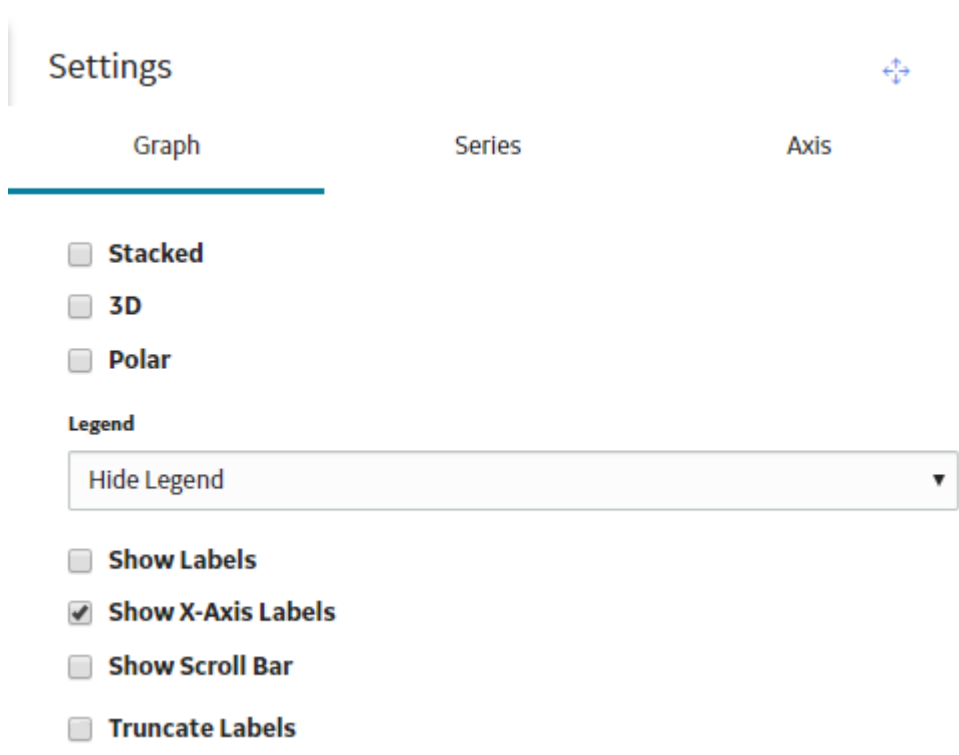 Settings
Graph Series Axis
Stacked
3D
Polar
Legend
Hide Legend
Show Labels
Show X-Axis Labels
Show Scroll Bar
Truncate Labels